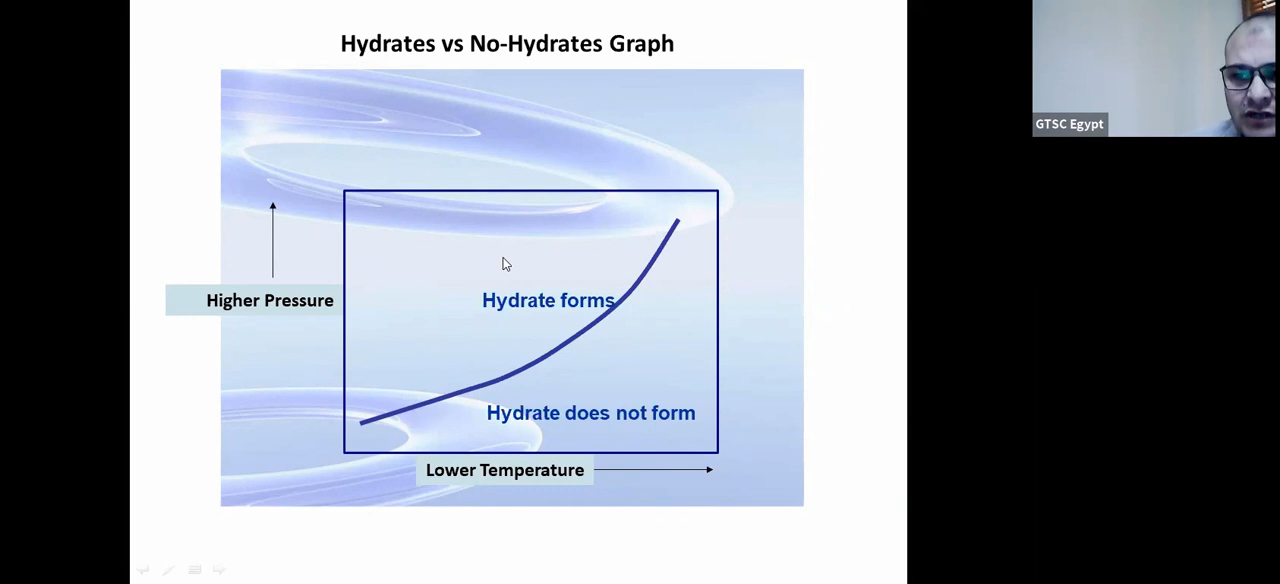 Hydrates vs No-Hydrates Graph
GTSC Egypt
Higher Pressure
Hydrate forms
Hydrate does not form
Lower Temperature